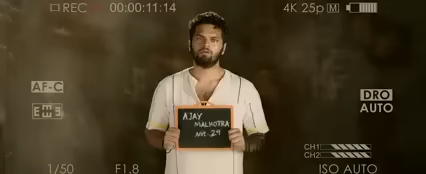 REC
00:00:11:14
4K 25p M
AF-C
DRO
AUTO
AJAY
MALHOTRA
AGE-29
CH1
CH2
1/50
F1.8
ISO AUTO